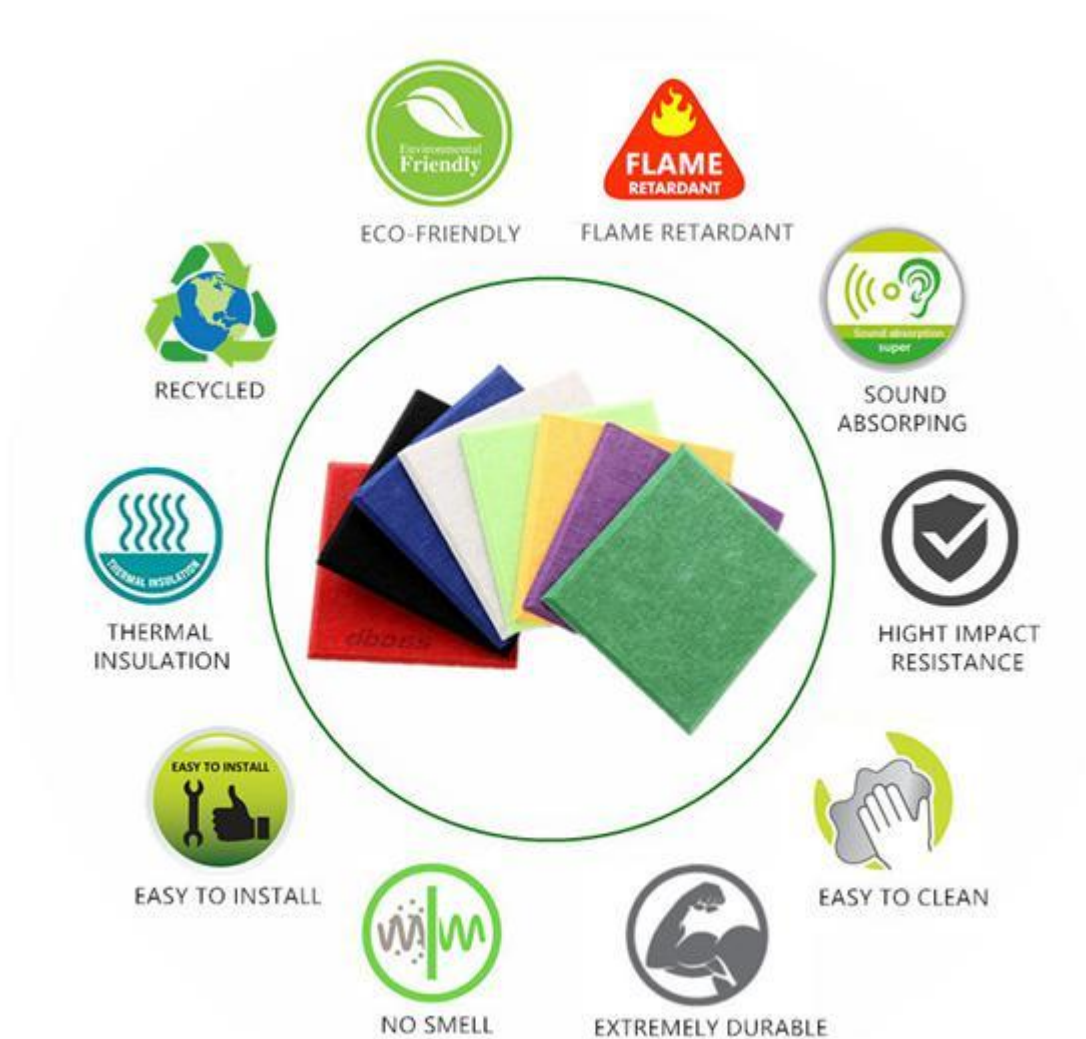 Environmental
Friendly
ECO-FRIENDLY
FLAME
RETARDANT
FLAME RETARDANT
Sound absorption
super
SOUND
ABSORPING
RECYCLED
THERMAL INSULATION
THERMAL
INSULATION
HIGHT IMPACT
RESISTANCE
EASY TO INSTALL
EASY TO INSTALL
EASY TO CLEAN
NO SMELL
EXTREMELY DURABLE